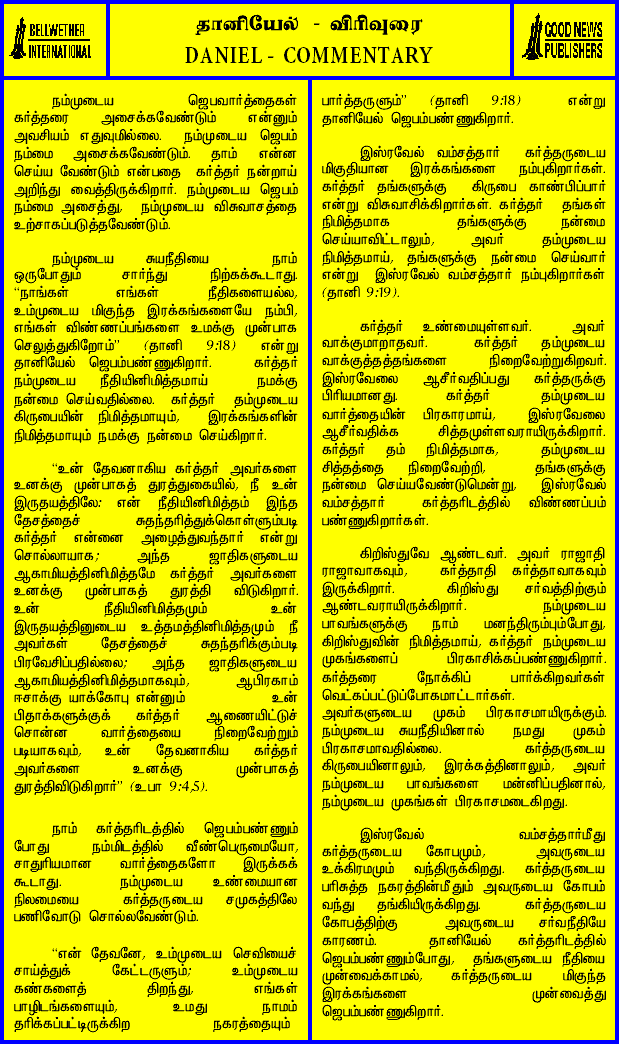 BELLWETHER
INTERNATIONAL
தானியேல் - விரிவுரை
DANIEL - COMMENTARY
GOOD NEWS
PUBLISHERS
நம்முடைய ஜெபவார்த்தைகள்
கர்த்தரை அசைக்கவேண்டும் என்னும்
அவசியம் எதுவுமில்லை. நம்முடைய ஜெபம்
நம்மை அசைக்கவேண்டும். தாம் என்ன
செய்ய வேண்டும் என்பதை கர்த்தர் நன்றாய்
அறிந்து வைத்திருக்கிறார். நம்முடைய ஜெபம்
நம்மை அசைத்து, நம்முடைய விசுவாசத்தை
உற்சாகப்படுத்தவேண்டும்.
நம்முடைய சுயநீதியை நாம்
ஒருபோதும் சார்ந்து நிற்கக்கூடாது.
“நாங்கள் எங்கள் நீதிகளையல்ல,
உம்முடைய மிகுந்த இரக்கங்களையே நம்பி,
எங்கள் விண்ணப்பங்களை உமக்கு முன்பாக
செலுத்துகிறோம்” (தானி 9:18) என்று
தானியேல் ஜெபம்பண்ணுகிறார். கர்த்தர்
நம்முடைய நீதியினிமித்தமாய் நமக்கு
நன்மை செய்வதில்லை. கர்த்தர் தம்முடைய
கிருபையின் நிமித்தமாயும், இரக்கங்களின்
நிமித்தமாயும் நமக்கு நன்மை செய்கிறார்.
“உன் தேவனாகிய கர்த்தர் அவர்களை
உனக்கு முன்பாகத் துரத்துகையில், நீ உன்
இருதயத்திலே: என் நீதியினிமித்தம் இந்த
தேசத்தைச் சுதந்தரித்துக்கொள்ளும்படி
கர்த்தர் என்னை அழைத்துவந்தார் என்று
சொல்லாயாக; அந்த ஜாதிகளுடைய
ஆகாமியத்தினிமித்தமே கர்த்தர் அவர்களை
உனக்கு முன்பாகத் துரத்தி விடுகிறார்.
உன் நீதியினிமித்தமும் உன்
இருதயத்தினுடைய உத்தமத்தினிமித்தமும் நீ
அவர்கள் தேசத்தைச் சுதந்தரிக்கும்படி
பிரவேசிப்பதில்லை; அந்த ஜாதிகளுடைய
ஆகாமியத்தினிமித்தமாகவும், ஆபிரகாம்
ஈசாக்கு யாக்கோபு என்னும் உன்
பிதாக்களுக்குக் கர்த்தர் ஆணையிட்டுச்
சொன்ன வார்த்தையை நிறைவேற்றும்
படியாகவும், உன் தேவனாகிய கர்த்தர்
அவர்களை உனக்கு முன்பாகத்
துரத்திவிடுகிறார்” (உபா 9:4,5).
நாம் கர்த்தரிடத்தில் ஜெபம்பண்ணும்
போது நம்மிடத்தில் வீண்பெருமையோ,
சாதுரியமான வார்த்தைகளோ இருக்கக்
கூடாது. நம்முடைய உண்மையான
நிலமையை கர்த்தருடைய சமுகத்திலே
பணிவோடு சொல்லவேண்டும்.
“என் தேவனே, உம்முடைய செவியைச்
சாய்த்துக் கேட்டருளும்; உம்முடைய
கண்களைத் திறந்து, எங்கள்
பாழிடங்களையும், உமது நாமம்
தரிக்கப்பட்டிருக்கிற நகரத்தையும்
பார்த்தருளும்” (தானி 9:18) என்று
தானியேல் ஜெபம்பண்ணுகிறார்.
இஸ்ரவேல் வம்சத்தார் கர்த்தருடைய
மிகுதியான இரக்கங்களை நம்புகிறார்கள்.
கர்த்தர் தங்களுக்கு கிருபை காண்பிப்பார்
என்று விசுவாசிக்கிறார்கள். கர்த்தர் தங்கள்
நிமித்தமாக தங்களுக்கு நன்மை
செய்யாவிட்டாலும், அவர் தம்முடைய
நிமித்தமாய், தங்களுக்கு நன்மை செய்வார்
என்று இஸ்ரவேல் வம்சத்தார் நம்புகிறார்கள்
(தானி 9:19).
கர்த்தர் உண்மையுள்ளவர். அவர்
வாக்குமாறாதவர். கர்த்தர் தம்முடைய
வாக்குத்தத்தங்களை நிறைவேற்றுகிறவர்.
இஸ்ரவேலை ஆசீர்வதிப்பது கர்த்தருக்கு
பிரியமானது. கர்த்தர் தம்முடைய
வார்த்தையின் பிரகாரமாய், இஸ்ரவேலை
ஆசீர்வதிக்க சித்தமுள்ளவராயிருக்கிறார்.
கர்த்தர் தம் நிமித்தமாக, தம்முடைய
சித்தத்தை நிறைவேற்றி, தங்களுக்கு
நன்மை செய்யவேண்டுமென்று, இஸ்ரவேல்
வம்சத்தார் கர்த்தரிடத்தில் விண்ணப்பம்
பண்ணுகிறார்கள்.
கிறிஸ்துவே ஆண்டவர். அவர் ராஜாதி
ராஜாவாகவும், கர்த்தாதி கர்த்தாவாகவும்
இருக்கிறார். கிறிஸ்து சர்வத்திற்கும்
ஆண்டவராயிருக்கிறார். நம்முடைய
பாவங்களுக்கு நாம் மனந்திரும்பும்போது,
கிறிஸ்துவின் நிமித்தமாய், கர்த்தர் நம்முடைய
முகங்களைப் பிரகாசிக்கப்பண்ணுகிறார்.
கர்த்தரை நோக்கிப் பார்க்கிறவர்கள்
வெட்கப்பட்டுப்போகமாட்டார்கள்.
அவர்களுடைய முகம் பிரகாசமாயிருக்கும்.
நம்முடைய சுயநீதியினால் நமது முகம்
பிரகாசமாவதில்லை. கர்த்தருடைய
கிருபையினாலும், இரக்கத்தினாலும், அவர்
நம்முடைய பாவங்களை மன்னிப்பதினால்,
நம்முடைய முகங்கள் பிரகாசமடைகிறது.
இஸ்ரவேல் வம்சத்தார்மீது
கர்த்தருடைய கோபமும், அவருடைய
உக்கிரமமும் வந்திருக்கிறது. கர்த்தருடைய
பரிசுத்த நகரத்தின்மீதும் அவருடைய கோபம்
வந்து தங்கியிருக்கிறது. கர்த்தருடைய
கோபத்திற்கு அவருடைய சர்வநீதியே
காரணம். தானியேல் கர்த்தரிடத்தில்
ஜெபம்பண்ணும்போது, தங்களுடைய நீதியை
முன்வைக்காமல், கர்த்தருடைய மிகுந்த
இரக்கங்களை முன்வைத்து
ஜெபம்பண்ணுகிறார்.